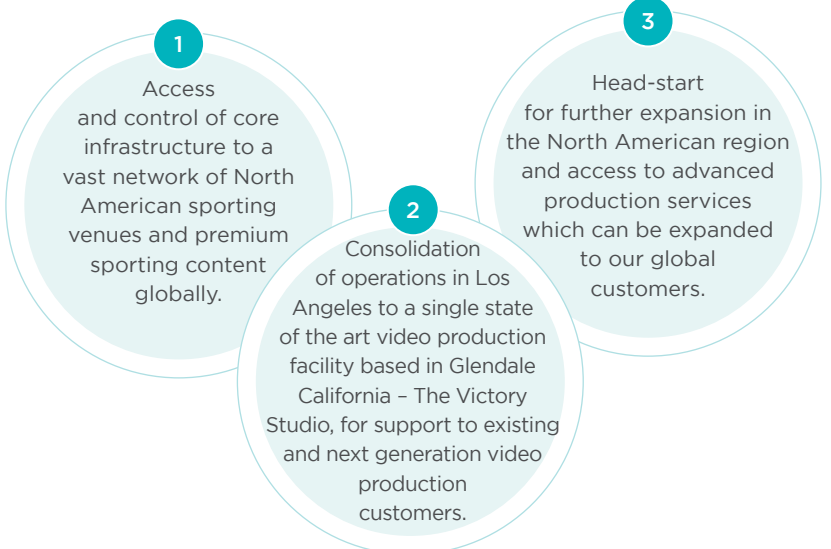 1
Access
and control of core
infrastructure to a
vast network of North
American sporting
venues and premium
sporting content
globally.
2
Consolidation
of operations in Los
Angeles to a single state
of the art video production
facility based in Glendale
California – The Victory
Studio, for support to existing
and next generation video
production
customers.
3
Head-start
for further expansion in
the North American region
and access to advanced
production services
which can be expanded
to our global
customers.